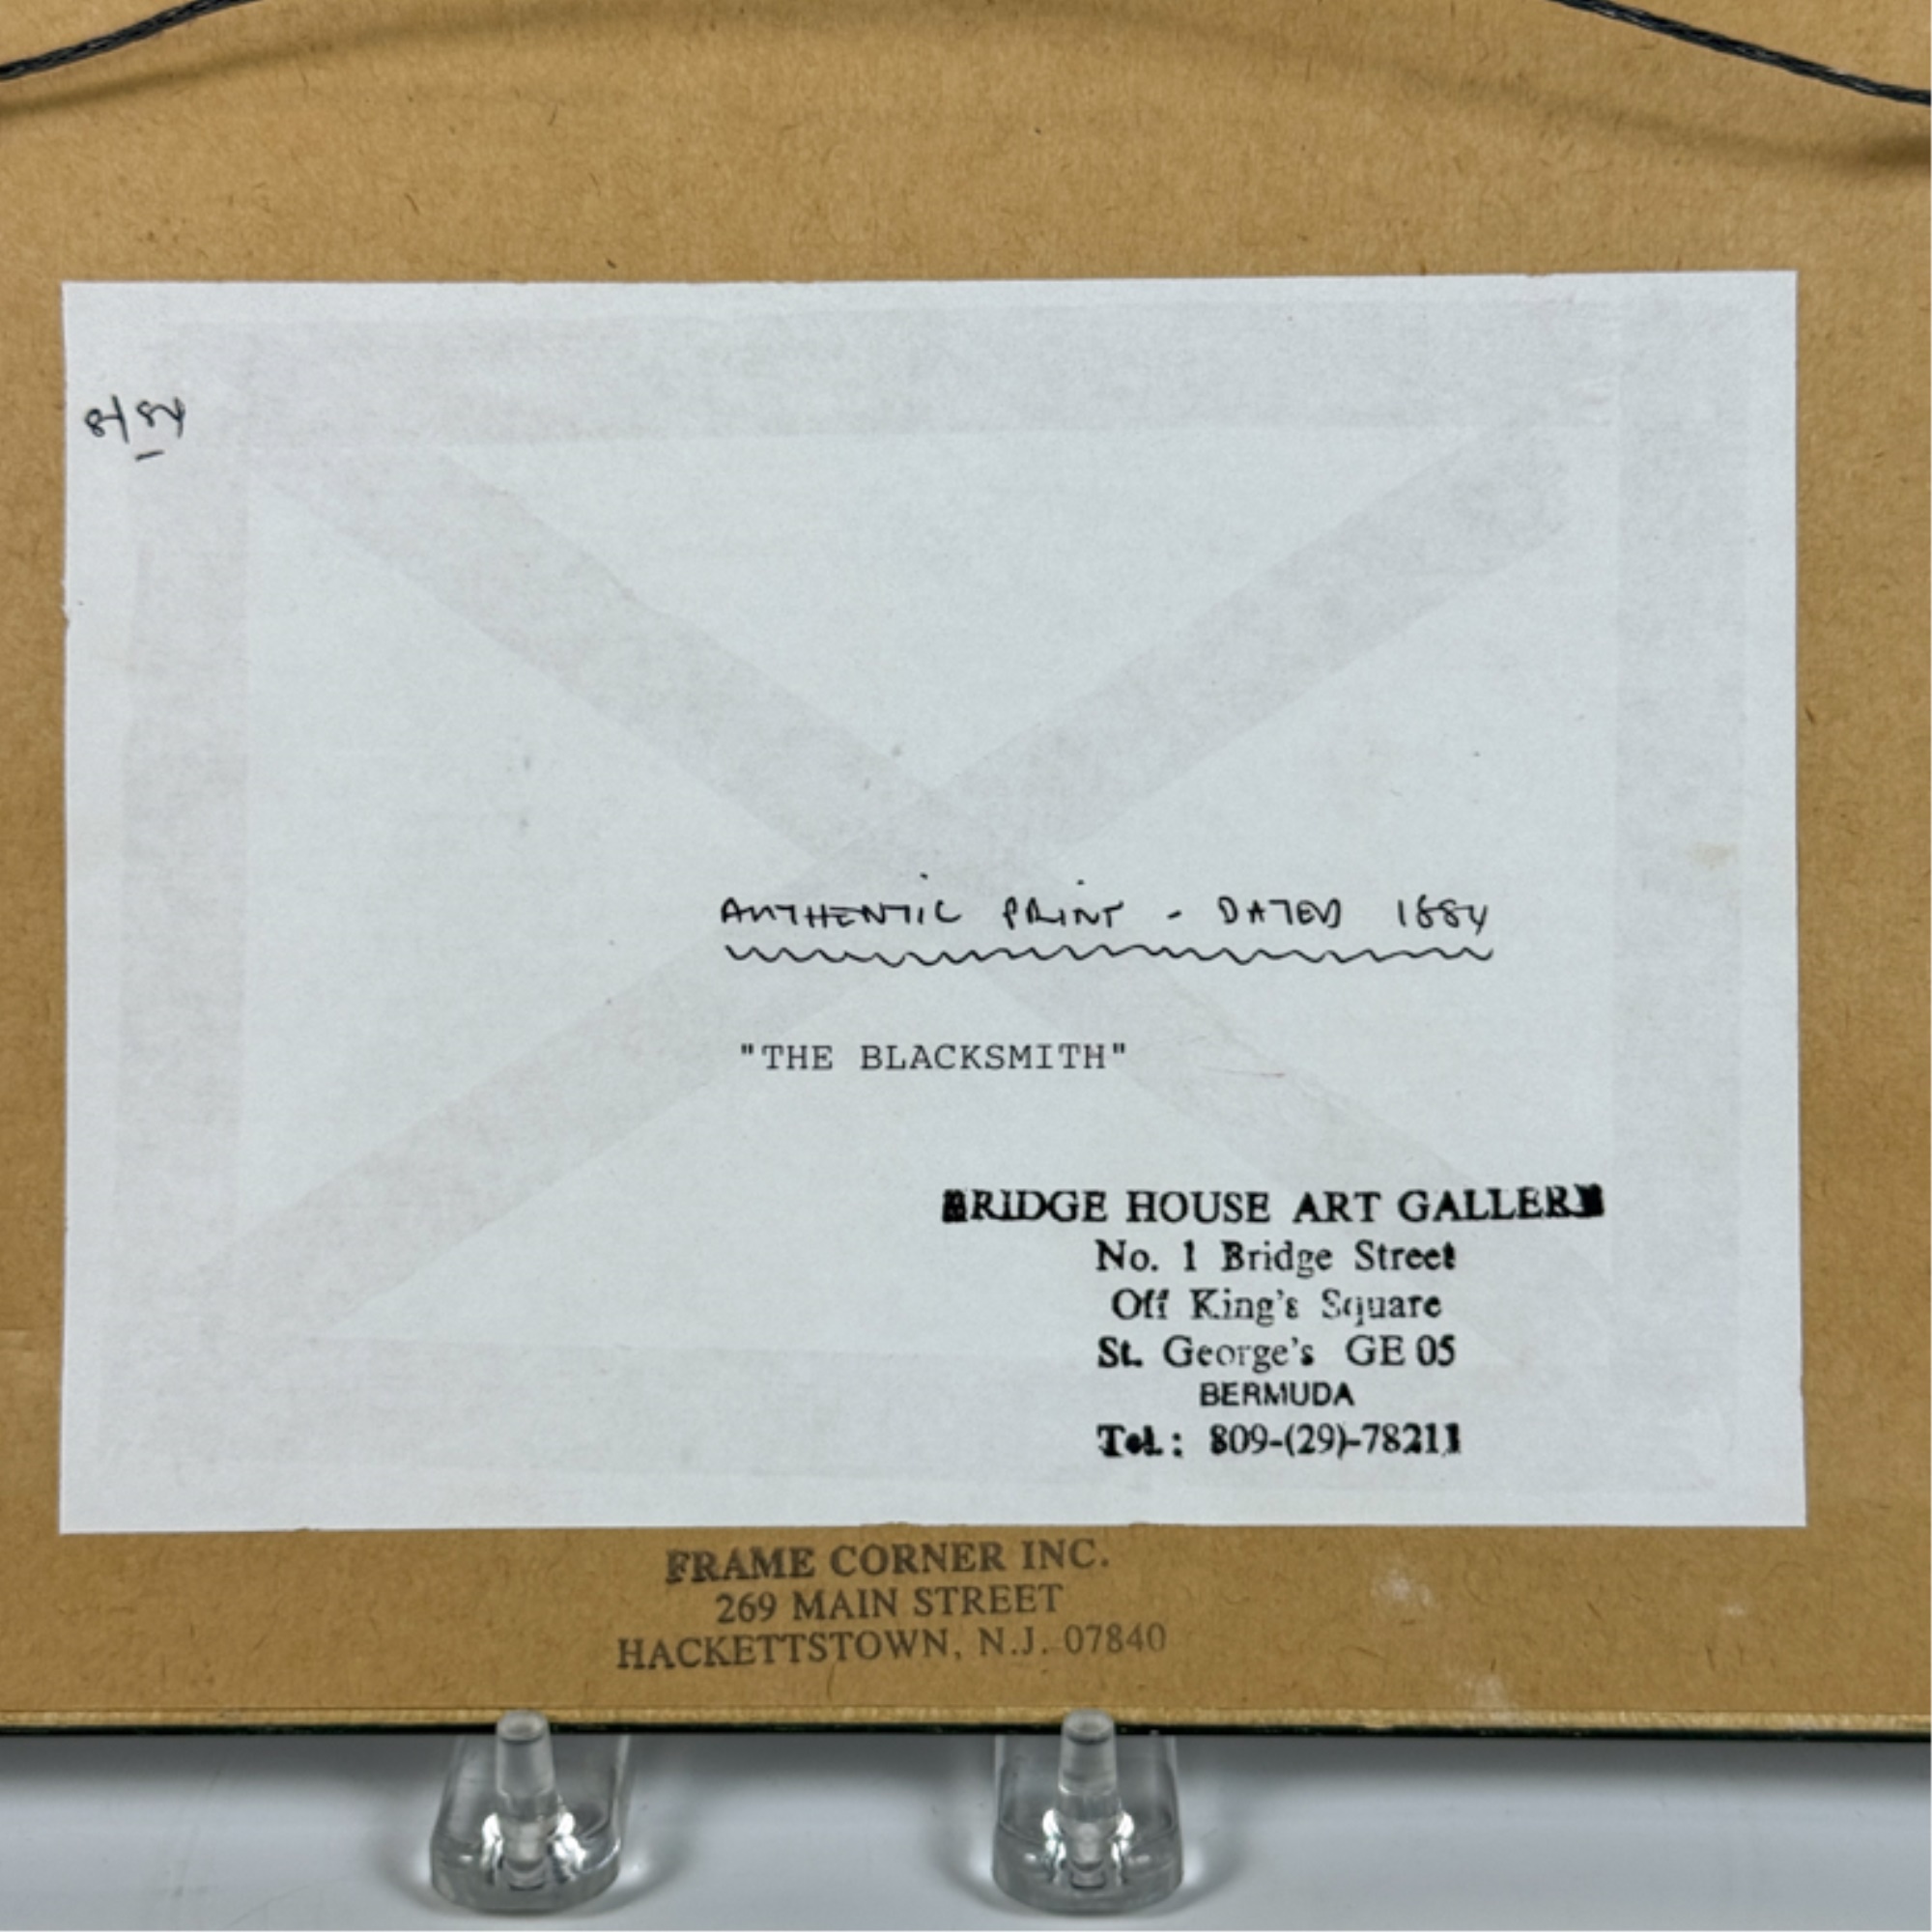 8/84
AUTHENTIC PRINT - DATED 1884
"THE BLACKSMITH"
BRIDGE HOUSE ART GALLERY
No. 1 Bridge Street
Off King's Square
St. George's GE 05
BERMUDA
Tel.: 809-(29)-78211
FRAME CORNER INC.
269 MAIN STREET
HACKETTSTOWN, N.J. 07840